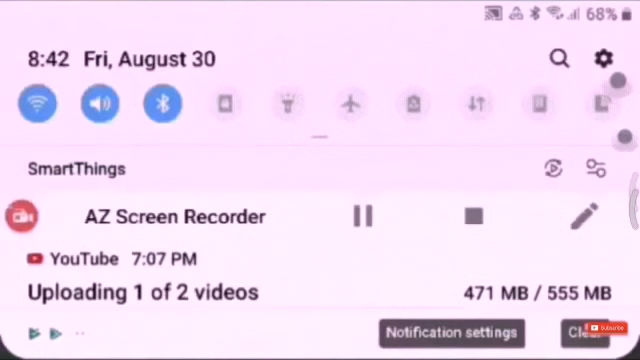 68%
8:42 Fri, August 30
SmartThings
AZ Screen Recorder
YouTube 7:07 PM
Uploading 1 of 2 videos 471 MB / 555 MB
Notification settings
Subscribe